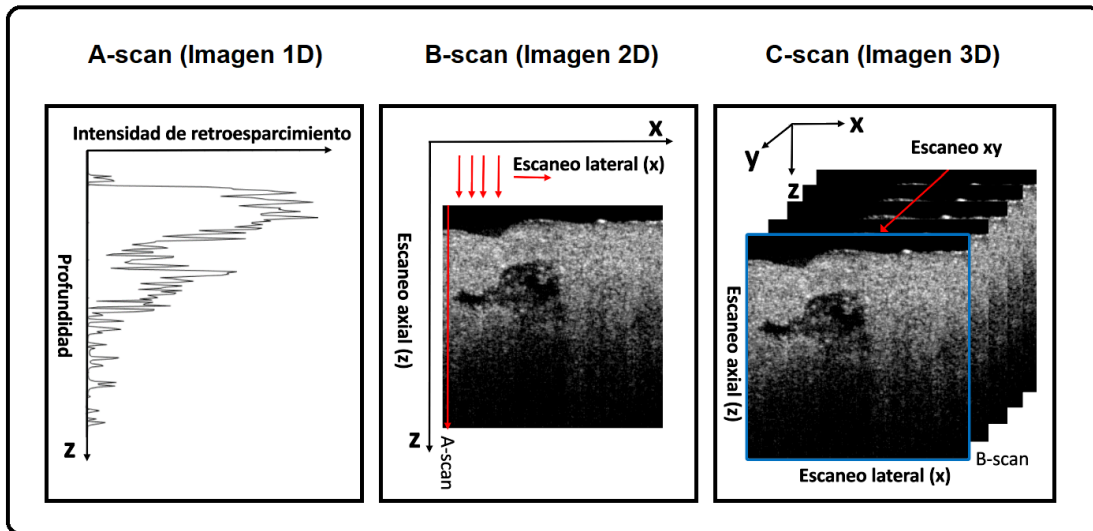 A-scan (Imagen 1D)
B-scan (Imagen 2D)
C-scan (Imagen 3D)
Intensidad de retroesparcimiento
Profundidad
z
x
Escaneo lateral (x)
Escaneo axial (z)
z
A-scan
x
y
z
Escaneo xy
Escaneo axial (z)
B-scan
Escaneo lateral (x)